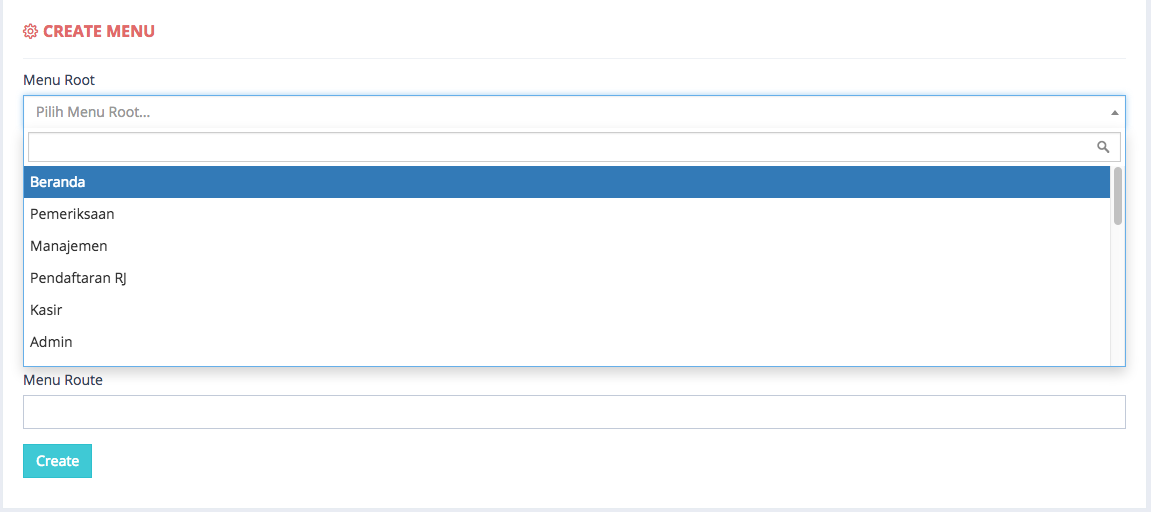 CREATE MENU
Menu Root
Pilih Menu Root...
Beranda
Pemeriksaan
Manajemen
Pendaftaran RJ
Kasir
Admin
Menu Route
Create